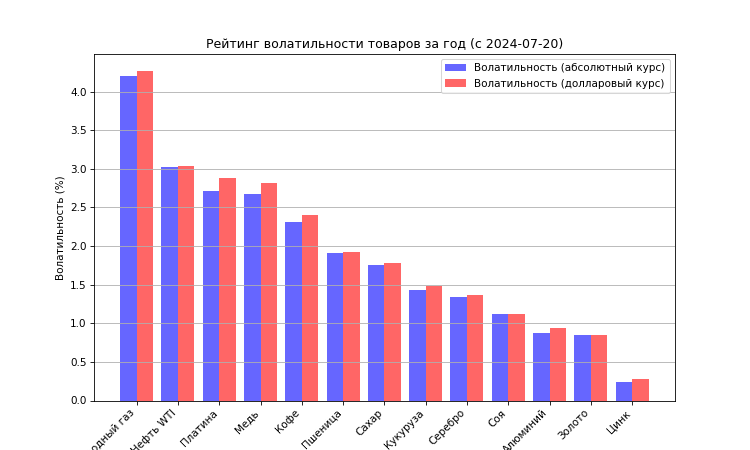 Рейтинг волатильности товаров за год (с 2024-07-20)
Волатильность (абсолютный курс)
Волатильность (долларовый курс)
Волатильность (%)
4.0
3.5
3.0
2.5
2.0
1.5
1.0
0.5
0.0
газ
Нефть WTI
Платина
Медь
Кофе
Пшеница
Сахар
Кукуруза
Серебро
Соя
Алюминий
Золото
Цинк